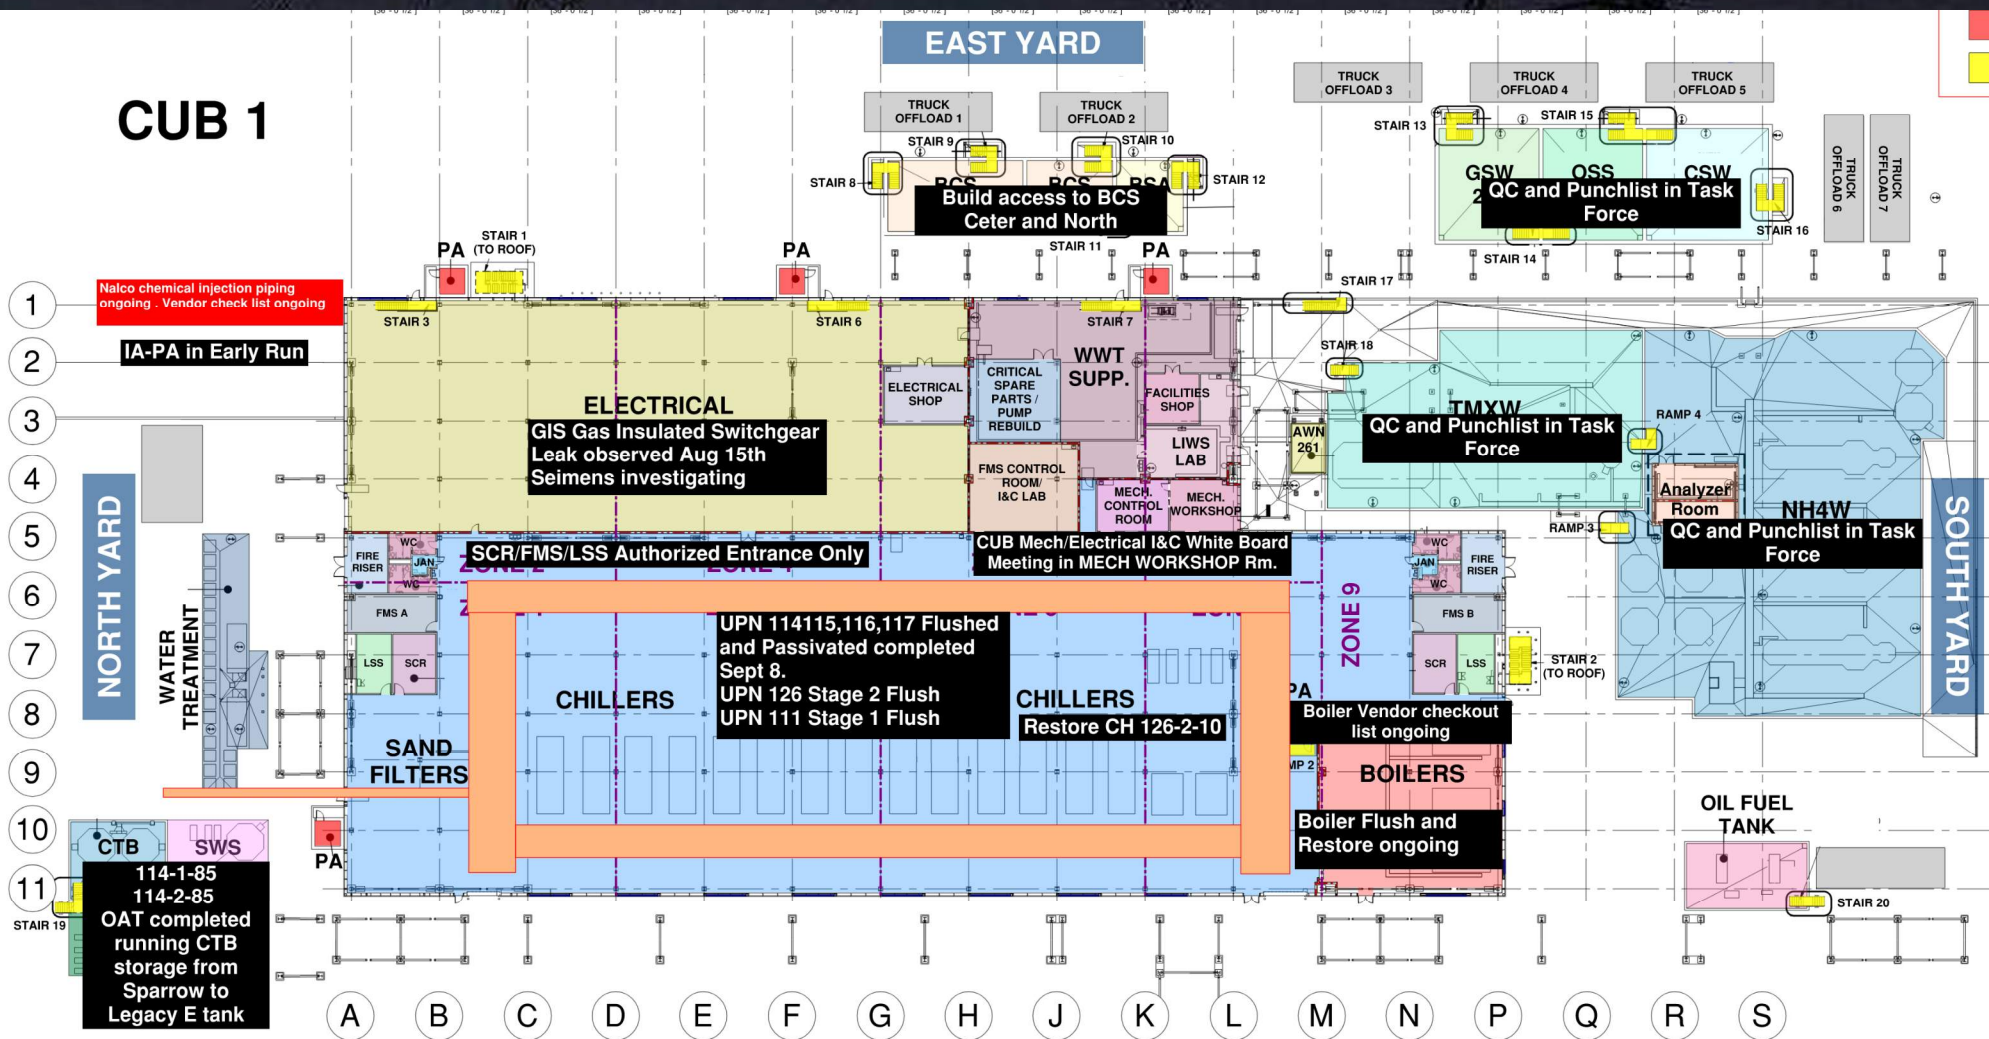 EAST YARD
CUB 1
TRUCK
OFFLOAD 1
TRUCK
OFFLOAD 2
TRUCK
OFFLOAD 3
TRUCK
OFFLOAD 4
TRUCK
OFFLOAD 5
TRUCK
OFFLOAD 6
TRUCK
OFFLOAD 7
STAIR 8
STAIR 9
STAIR 10
STAIR 12
STAIR 11
BCS
BCS
BSA
Build access to BCS
Ceter and North
STAIR 13
STAIR 15
GSW
OSS
CSW
QC and Punchlist in Task
Force
STAIR 14
STAIR 16
PA
STAIR 1
(TO ROOF)
PA
PA
STAIR 17
Nalco chemical injection piping
ongoing . Vendor check list ongoing
IA-PA in Early Run
1
2
3
4
5
6
7
8
9
10
11
STAIR 3
STAIR 6
STAIR 7
STAIR 18
ELECTRICAL
GIS Gas Insulated Switchgear
Leak observed Aug 15th
Seimens investigating
ELECTRICAL
SHOP
CRITICAL
SPARE
PARTS /
PUMP
REBUILD
WWT
SUPP.
FACILITIES
SHOP
LIWS
LAB
FMS CONTROL
ROOM/
I&C LAB
MECH.
CONTROL
ROOM
MECH.
WORKSHOP
AWN
261
TMXW
QC and Punchlist in Task
Force
RAMP 4
Analyzer
Room
RAMP 3
NH4W
QC and Punchlist in Task
Force
SOUTH YARD
NORTH YARD
WATER
TREATMENT
FIRE
RISER
WC
JAN
WC
FMS A
LSS
SCR
SCR/FMS/LSS Authorized Entrance Only
CUB Mech/Electrical I&C White Board
Meeting in MECH WORKSHOP Rm.
ZONE 9
WC
JAN
WC
FIRE
RISER
FMS B
SCR
LSS
STAIR 2
(TO ROOF)
UPN 114115,116,117 Flushed
and Passivated completed
Sept 8.
UPN 126 Stage 2 Flush
UPN 111 Stage 1 Flush
CHILLERS
CHILLERS
Restore CH 126-2-10
SAND
FILTERS
PA
Boiler Vendor checkout
list ongoing
BOILERS
Boiler Flush and
Restore ongoing
OIL FUEL
TANK
STAIR 20
PA
CTB
SWS
114-1-85
114-2-85
OAT completed
running CTB
storage from
Sparrow to
Legacy E tank
STAIR 19
A B C D E F G H J K L M N P Q R S